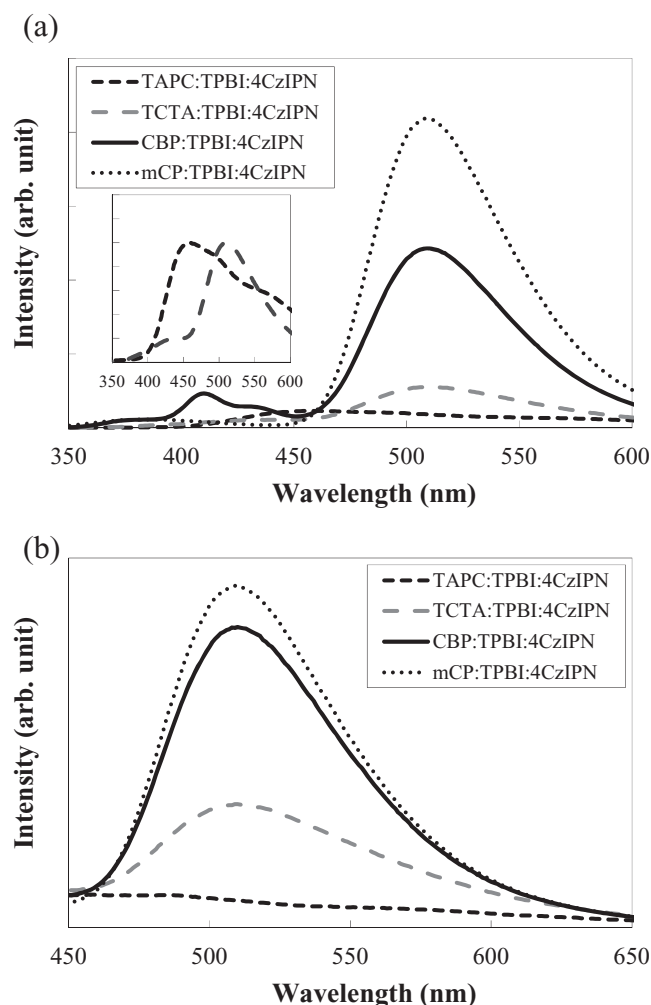 (a)
TAPC:TPBI:4CzIPN
TCTA:TPBI:4CzIPN
CBP:TPBI:4CzIPN
mCP:TPBI:4CzIPN
Intensity (arb. unit)
350 400 450 500 550 600
350 400 450 500 550 600
Wavelength (nm)
(b)
TAPC:TPBI:4CzIPN
TCTA:TPBI:4CzIPN
CBP:TPBI:4CzIPN
mCP:TPBI:4CzIPN
Intensity (arb. unit)
450 500 550 600 650
Wavelength (nm)